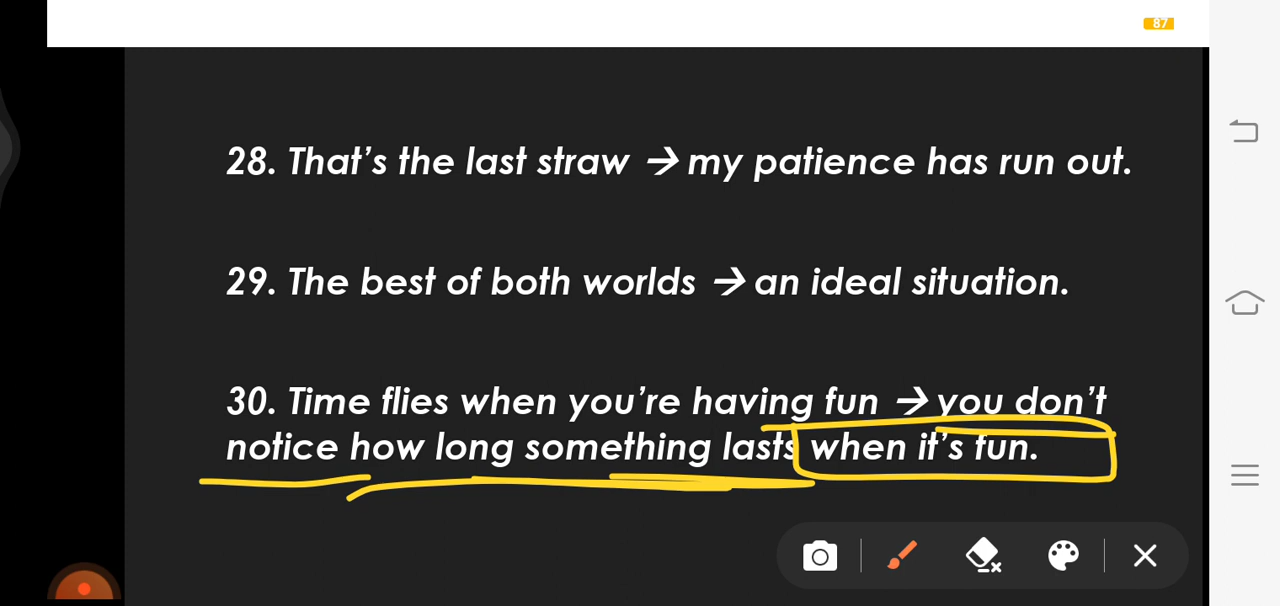 87
28. That's the last straw → my patience has run out.
29. The best of both worlds → an ideal situation.
30. Time flies when you're having fun → you don't
notice how long something lasts when it's fun.